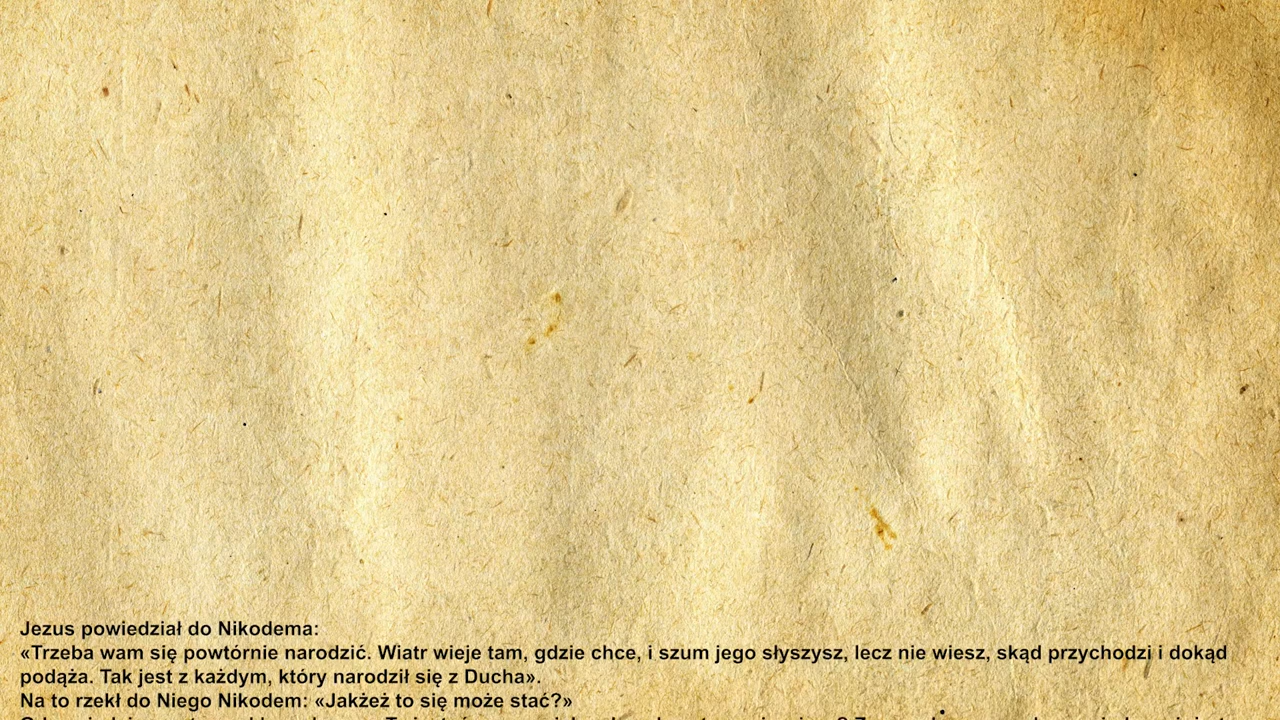 Jezus powiedział do Nikodema:
«Trzeba wam się powtórnie narodzić. Wiatr wieje tam, gdzie chce, i szum jego słyszysz, lecz nie wiesz, skąd przychodzi i dokąd
podąża. Tak jest z każdym, który narodził się z Ducha».
Na to rzekł do Niego Nikodem: «Jakżeż to się może stać?»